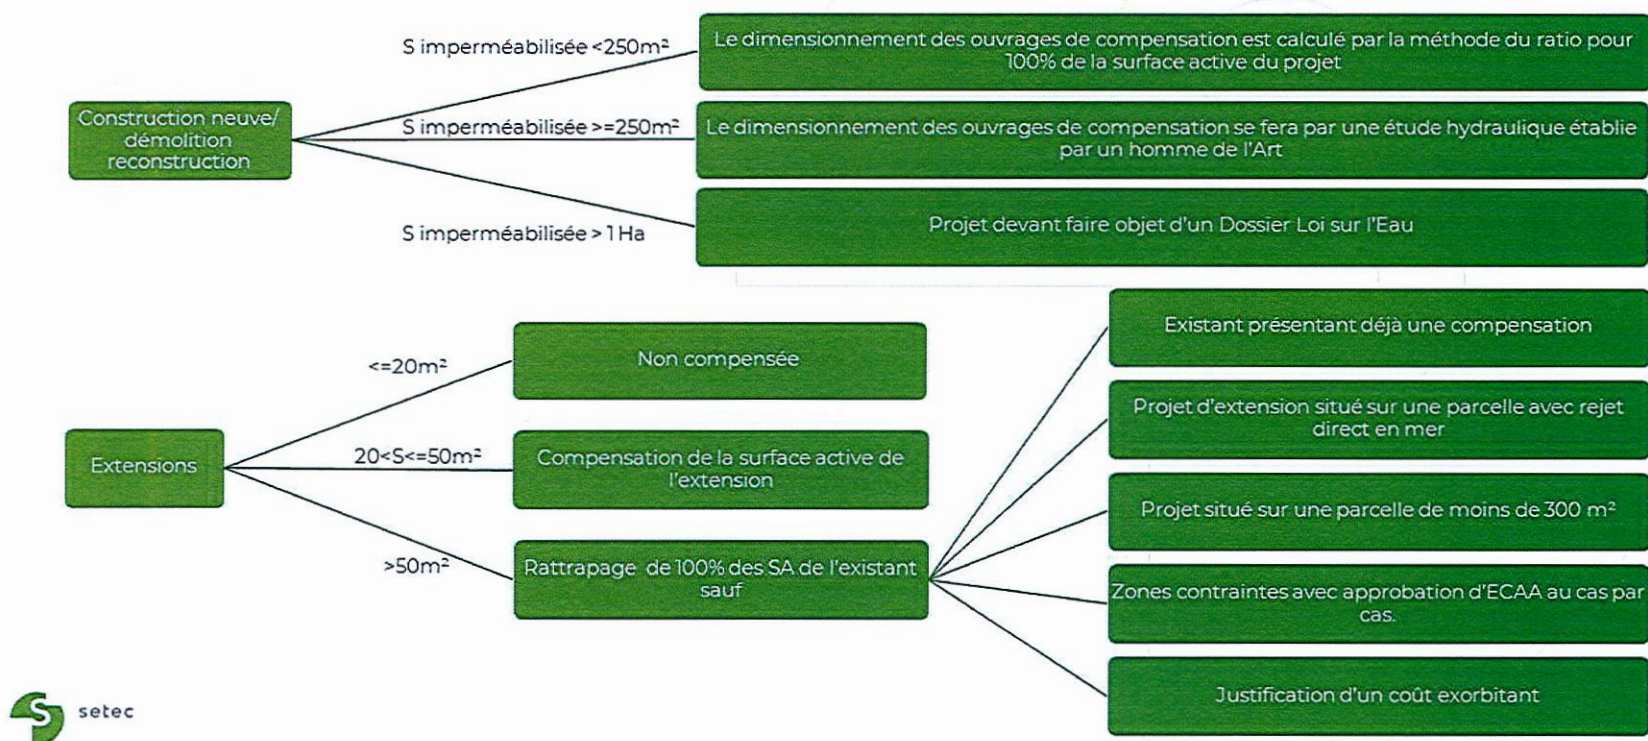 S imperméabilisée <250m²
Le dimensionnement des ouvrages de compensation est calculé par la méthode du ratio pour
100% de la surface active du projet
Construction neuve/
démolition
reconstruction
S imperméabilisée >=250m²
Le dimensionnement des ouvrages de compensation se fera par une étude hydraulique établie
par un homme de l'Art
S imperméabilisée > 1 Ha
Projet devant faire objet d'un Dossier Loi sur l'Eau
Extensions
<=20m²
Non compensée
20<S<=50m²
Compensation de la surface active de
l'extension
>50m²
Rattrapage de 100% des SA de l'existant
sauf
Existant présentant déjà une compensation
Projet d'extension situé sur une parcelle avec rejet
direct en mer
Projet situé sur une parcelle de moins de 300 m²
Zones contraintes avec approbation d'ECAA au cas par
cas.
Justification d'un coût exorbitant
setec